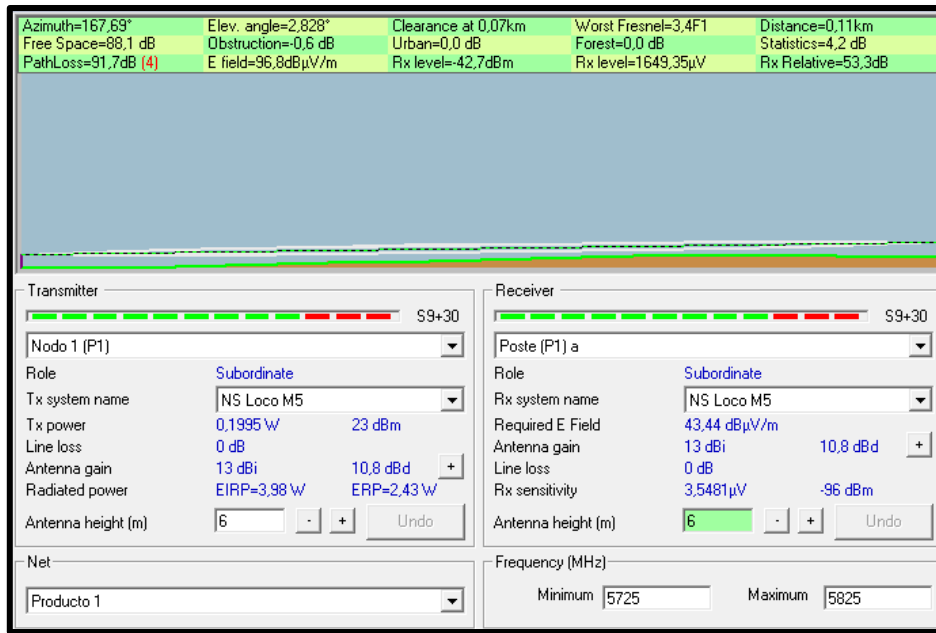 Azimuth=167,69° Elev. angle=2,828° Clearance at 0,07km Worst Fresnel=3,4F1 Distance=0,11km
Free Space=88,1 dB Obstruction=-0,6 dB Urban=0,0 dB Forest=0,0 dB Statistics=4,2 dB
PathLoss=91,7dB (4) E field=96,8dBμV/m Rx level=-42,7dBm Rx level=1649,35μV Rx Relative=53,3dB
Transmitter
S9+30
Nodo 1 (P1)
Role Subordinate
Tx system name NS Loco M5
Tx power 0,1995 W 23 dBm
Line loss 0 dB
Antenna gain 13 dBi 10,8 dBd +
Radiated power EIRP=3,98 W ERP=2,43 W
Antenna height (m) 6 - + Undo
Receiver
S9+30
Poste (P1) a
Role Subordinate
Rx system name NS Loco M5
Required E Field 43,44 dBμV/m
Antenna gain 13 dBi 10,8 dBd +
Line loss 0 dB
Rx sensitivity 3,5481μV -96 dBm
Antenna height (m) 6 - + Undo
Net
Producto 1
Frequency (MHz)
Minimum 5725 Maximum 5825